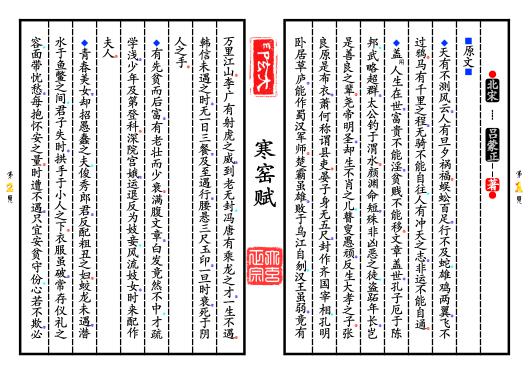 第1頁
北宋 … 吕蒙正 … 著
■原文■
◆天有不测风云人有旦夕祸福蜈蚣百足行不及蛇雄鸡两翼飞不
过鸦马有千里之程无骑不能自往人有冲天之志非运不能自通
◆盖闻人生在世富贵不能淫贫贱不能移文章盖世孔子厄于陈
邦武略超群太公钓于渭水颜渊命短殊非凶恶之徒盗跖年长岂
是善良之辈尧帝明圣却生不肖之儿瞽叟愚顽反生大孝之子张
良原是布衣萧何称谓县吏晏子身无五尺封作齐国宰相孔明
卧居草庐能作蜀汉军师楚霸虽雄败于乌江自刎汉王虽弱竟有
寒窑赋
万里江山李广有射虎之威到老无封冯唐有乘龙之才一生不遇
韩信未遇之时无一日三餐及至遇行腰悬三尺玉印一旦时衰死于阴
人之手
◆有先贫而后富有老壮而少衰满腹文章白发竟然不中才疏
学浅少年及第登科深院宫娥运退反为妓妾风流妓女时来配作
夫人
◆青春美女却招愚蠢之夫俊秀郎君反配粗丑之妇蛟龙未遇潜
水于鱼鳖之间君子失时拱手于小人之下衣服虽破常存仪礼之
容面带忧愁每抱怀安之量时遭不遇只宜安贫守份心若不欺必
第2頁